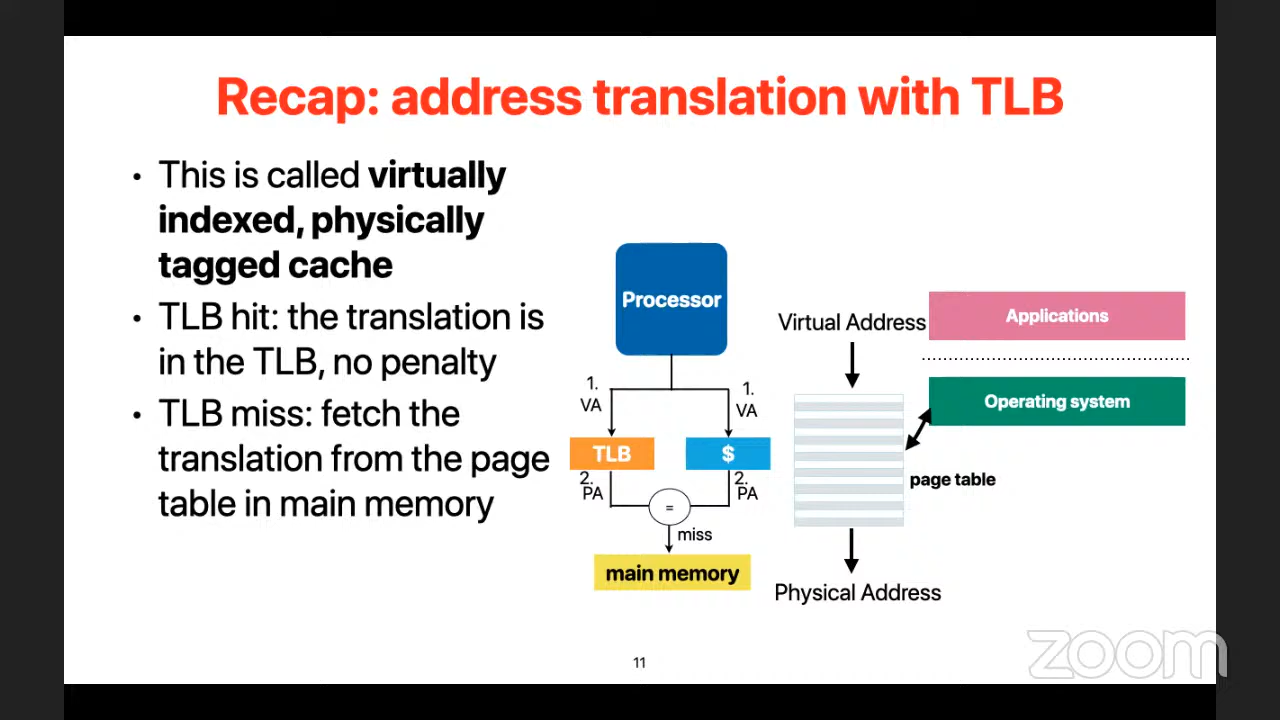 Recap: address translation with TLB
• This is called virtually
indexed, physically
tagged cache
• TLB hit: the translation is
in the TLB, no penalty
• TLB miss: fetch the
translation from the page
table in main memory
Processor
1.
VA
1.
VA
TLB
$
2.
PA
2.
PA
=
miss
main memory
Virtual Address
Applications
Operating system
page table
Physical Address
11
zoom